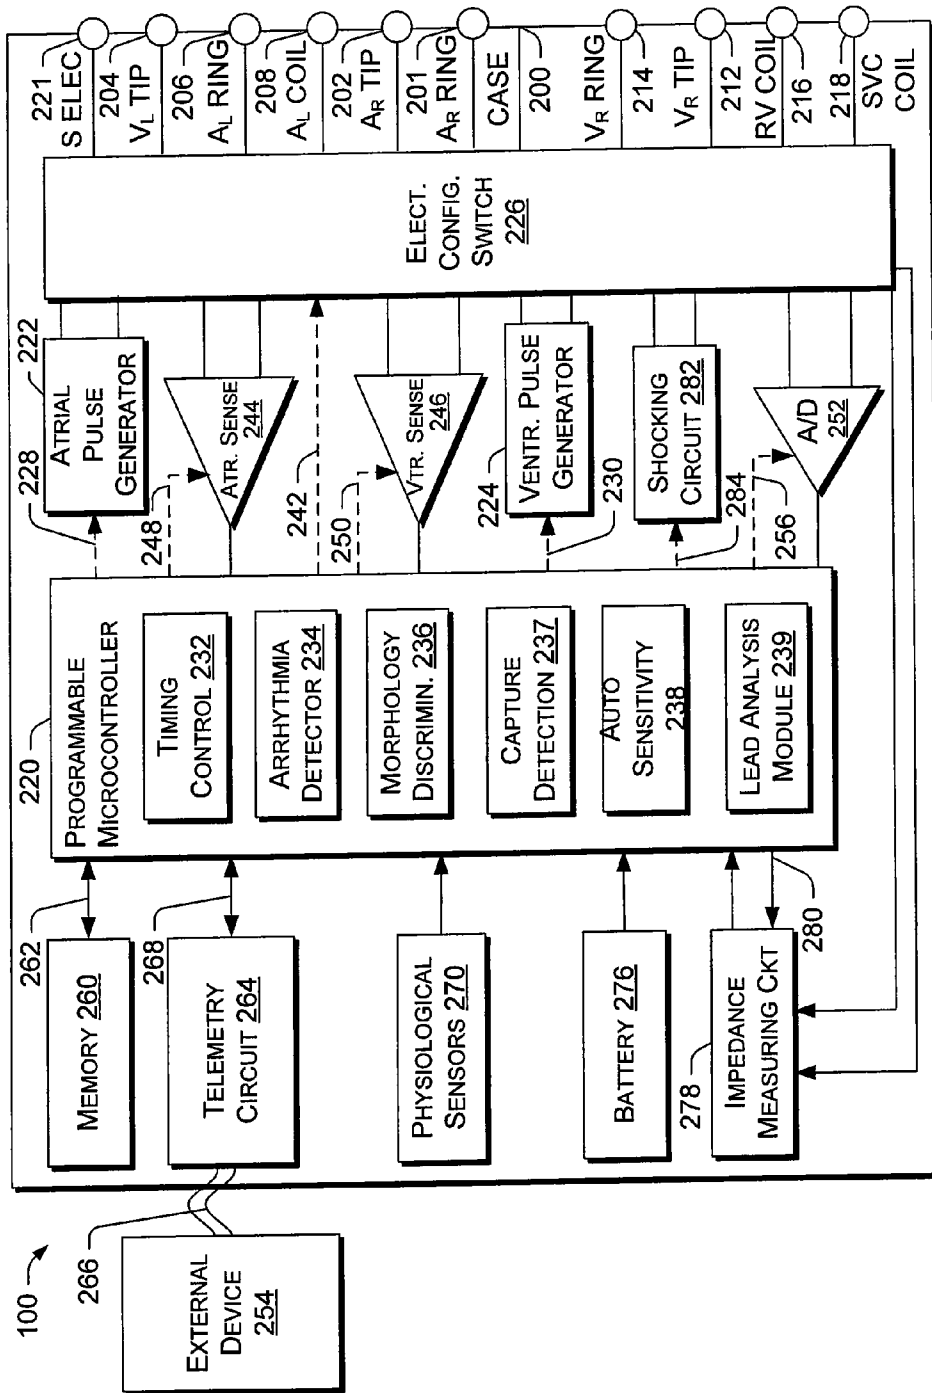 221
S ELEC
204
VL TIP
206
AL RING
208
AL COIL
202
AR TIP
201
AR RING
CASE
200
VR RING
214
VR TIP
212
RV COIL
216
218
SVC
COIL
ELECT.
CONFIG.
SWITCH
226
222
ATRIAL
PULSE
GENERATOR
228
ATR. SENSE
244
248
242
VTR. SENSE
246
250
224
VENTR. PULSE
GENERATOR
230
SHOCKING
CIRCUIT 282
284
A/D
252
256
220
PROGRAMMABLE
MICROCONTROLLER
TIMING
CONTROL 232
ARRHYTHMIA
DETECTOR 234
MORPHOLOGY
DISCRIMIN. 236
CAPTURE
DETECTION 237
AUTO
SENSITIVITY
238
LEAD ANALYSIS
MODULE 239
262
268
280
MEMORY 260
TELEMETRY
CIRCUIT 264
PHYSIOLOGICAL
SENSORS 270
BATTERY 276
278
IMPEDANCE
MEASURING CKT
100
266
EXTERNAL
DEVICE
254